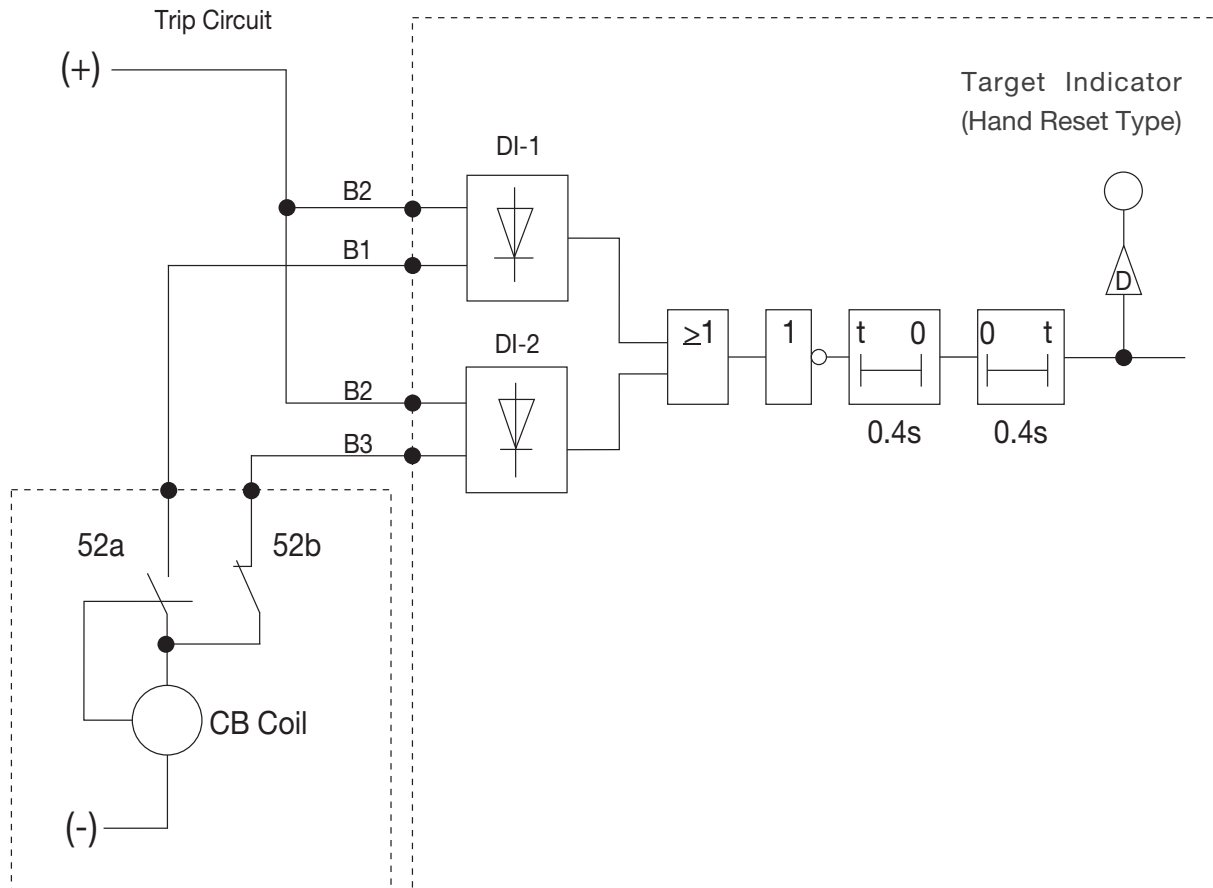 Trip Circuit
(+)
Target Indicator
(Hand Reset Type)
DI-1
B2
B1
D
DI-2
≥1
1
t 0
0 t
B2
0.4s
0.4s
B3
52a
52b
CB Coil
(-)